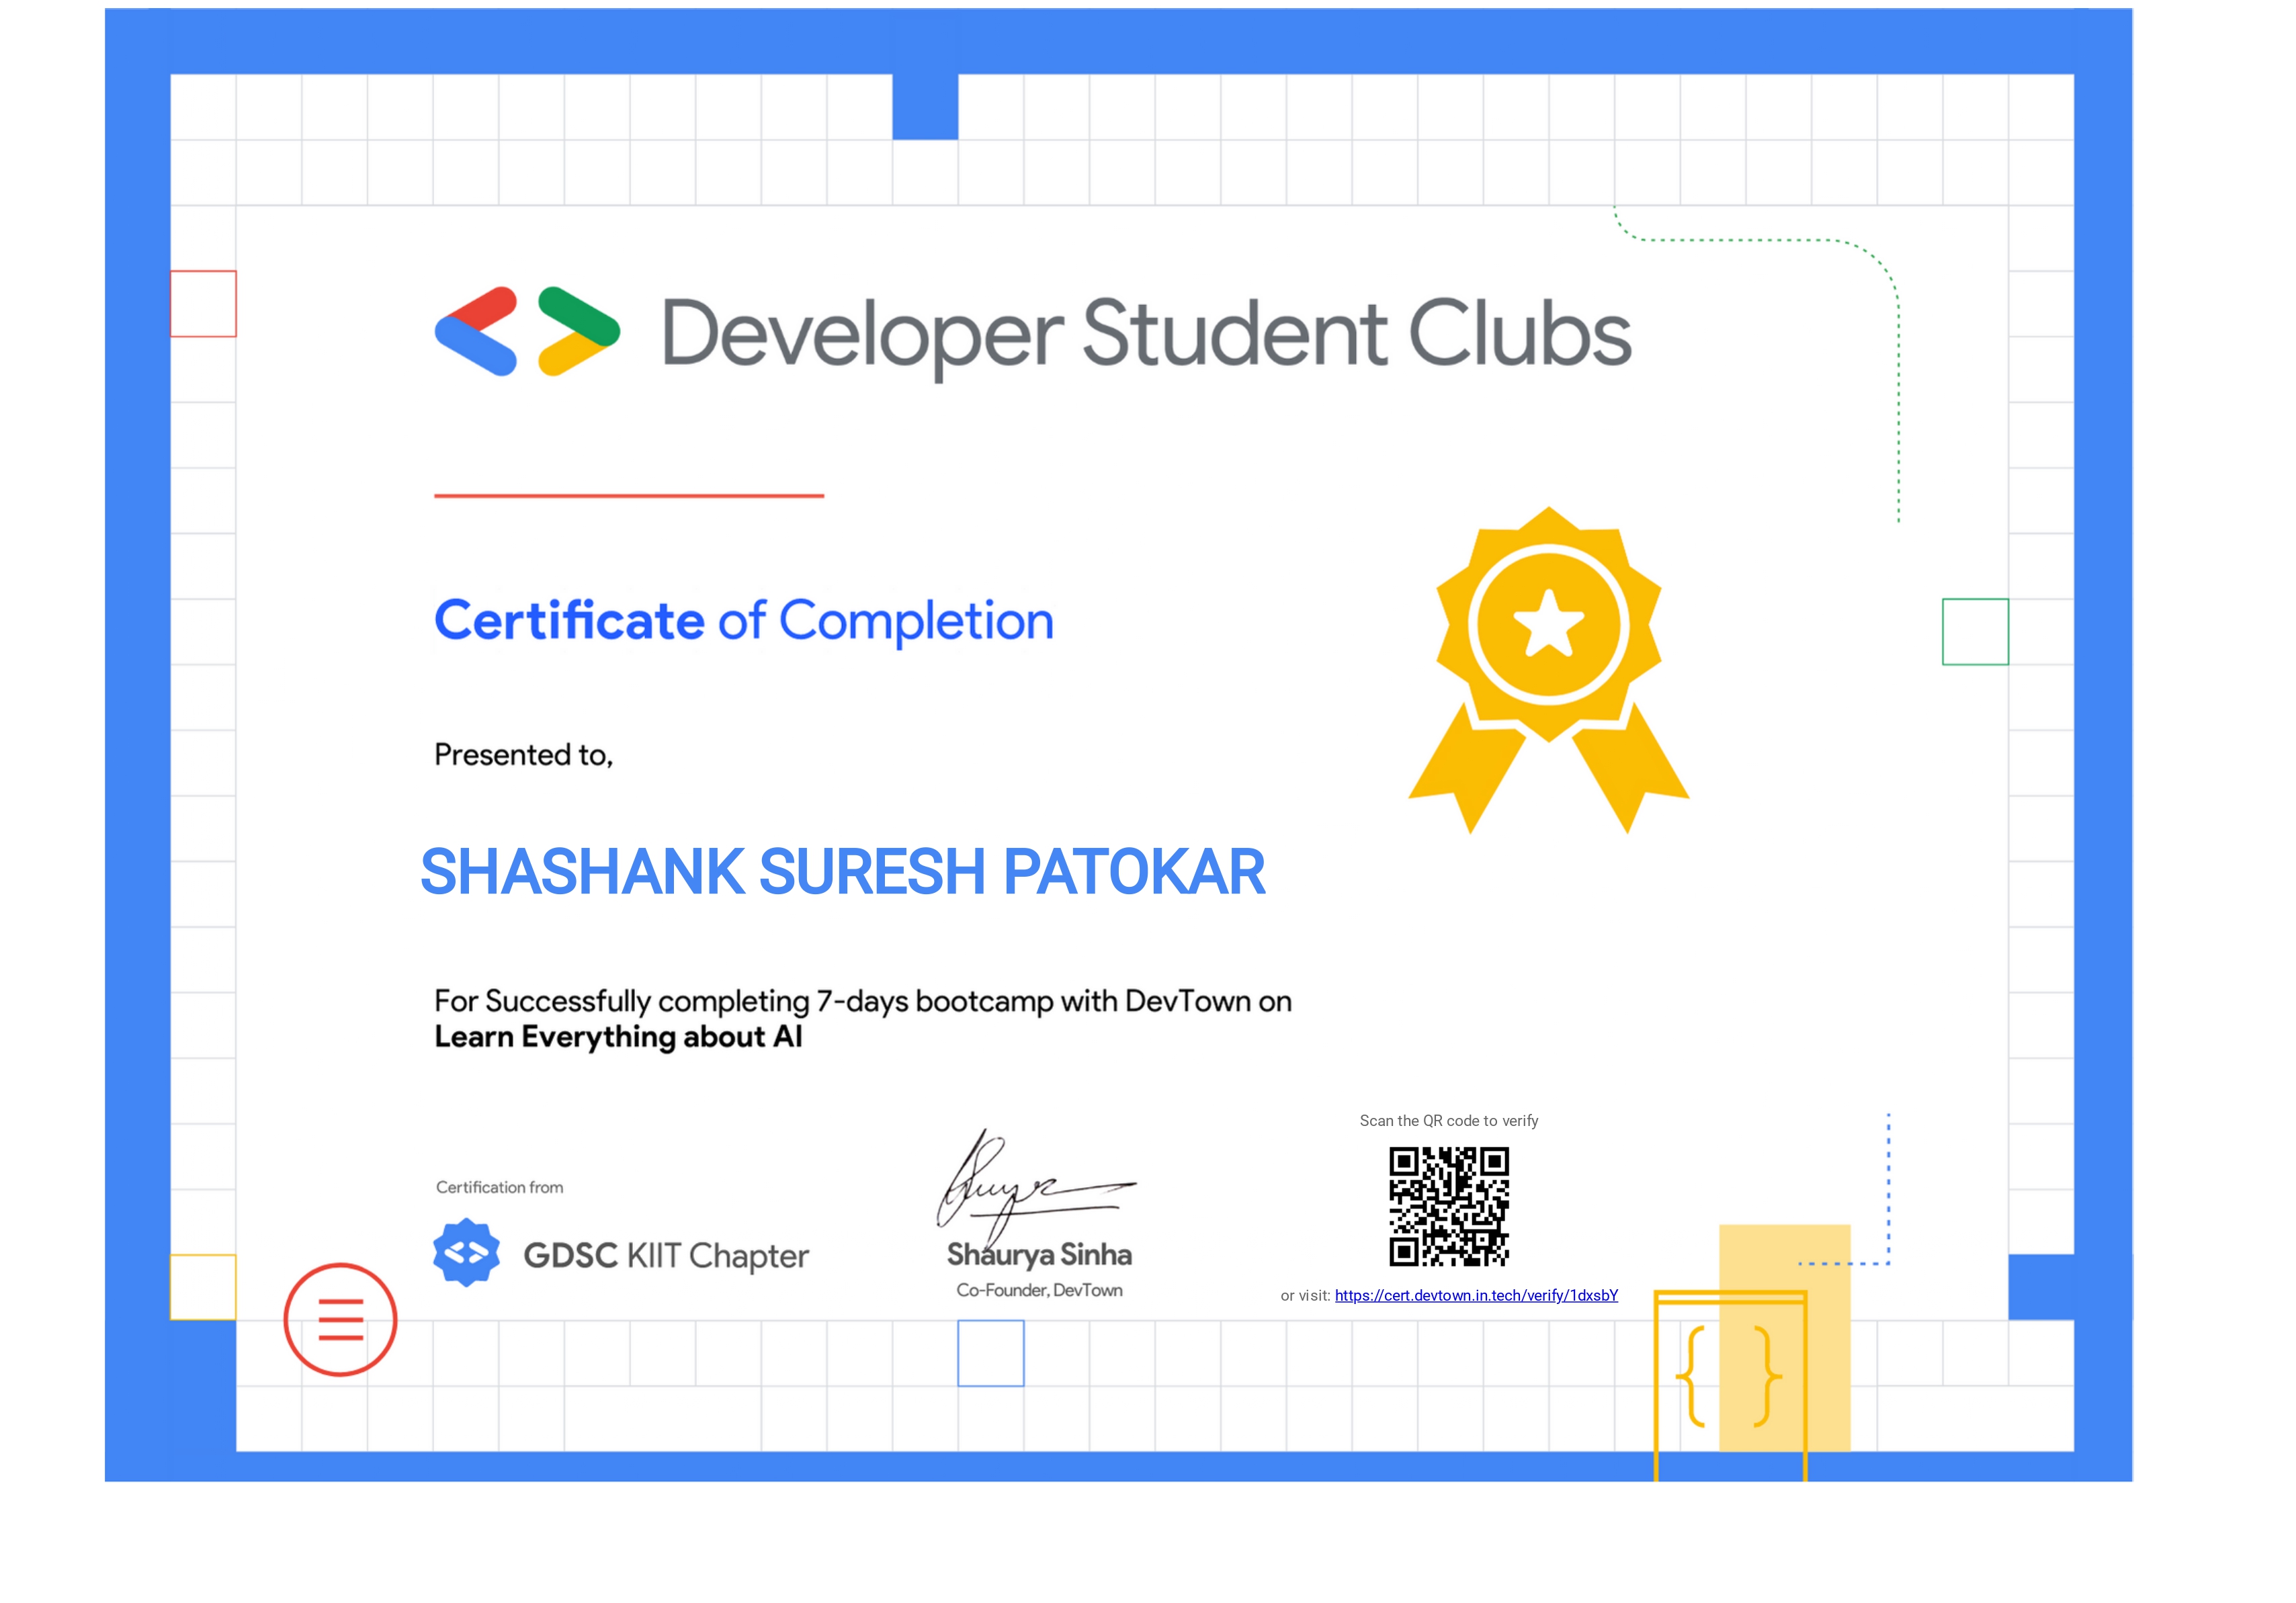 Developer Student Clubs
Certificate of Completion
Presented to,
SHASHANK SURESH PATOKAR
For Successfully completing 7-days bootcamp with DevTown on
Learn Everything about AI
Scan the QR code to verify
Certification from
GDSC KIIT Chapter
Shaurya Sinha
Co-Founder, DevTown
or visit: https://cert.devtown.in.tech/verify/1dxsbY
{ }